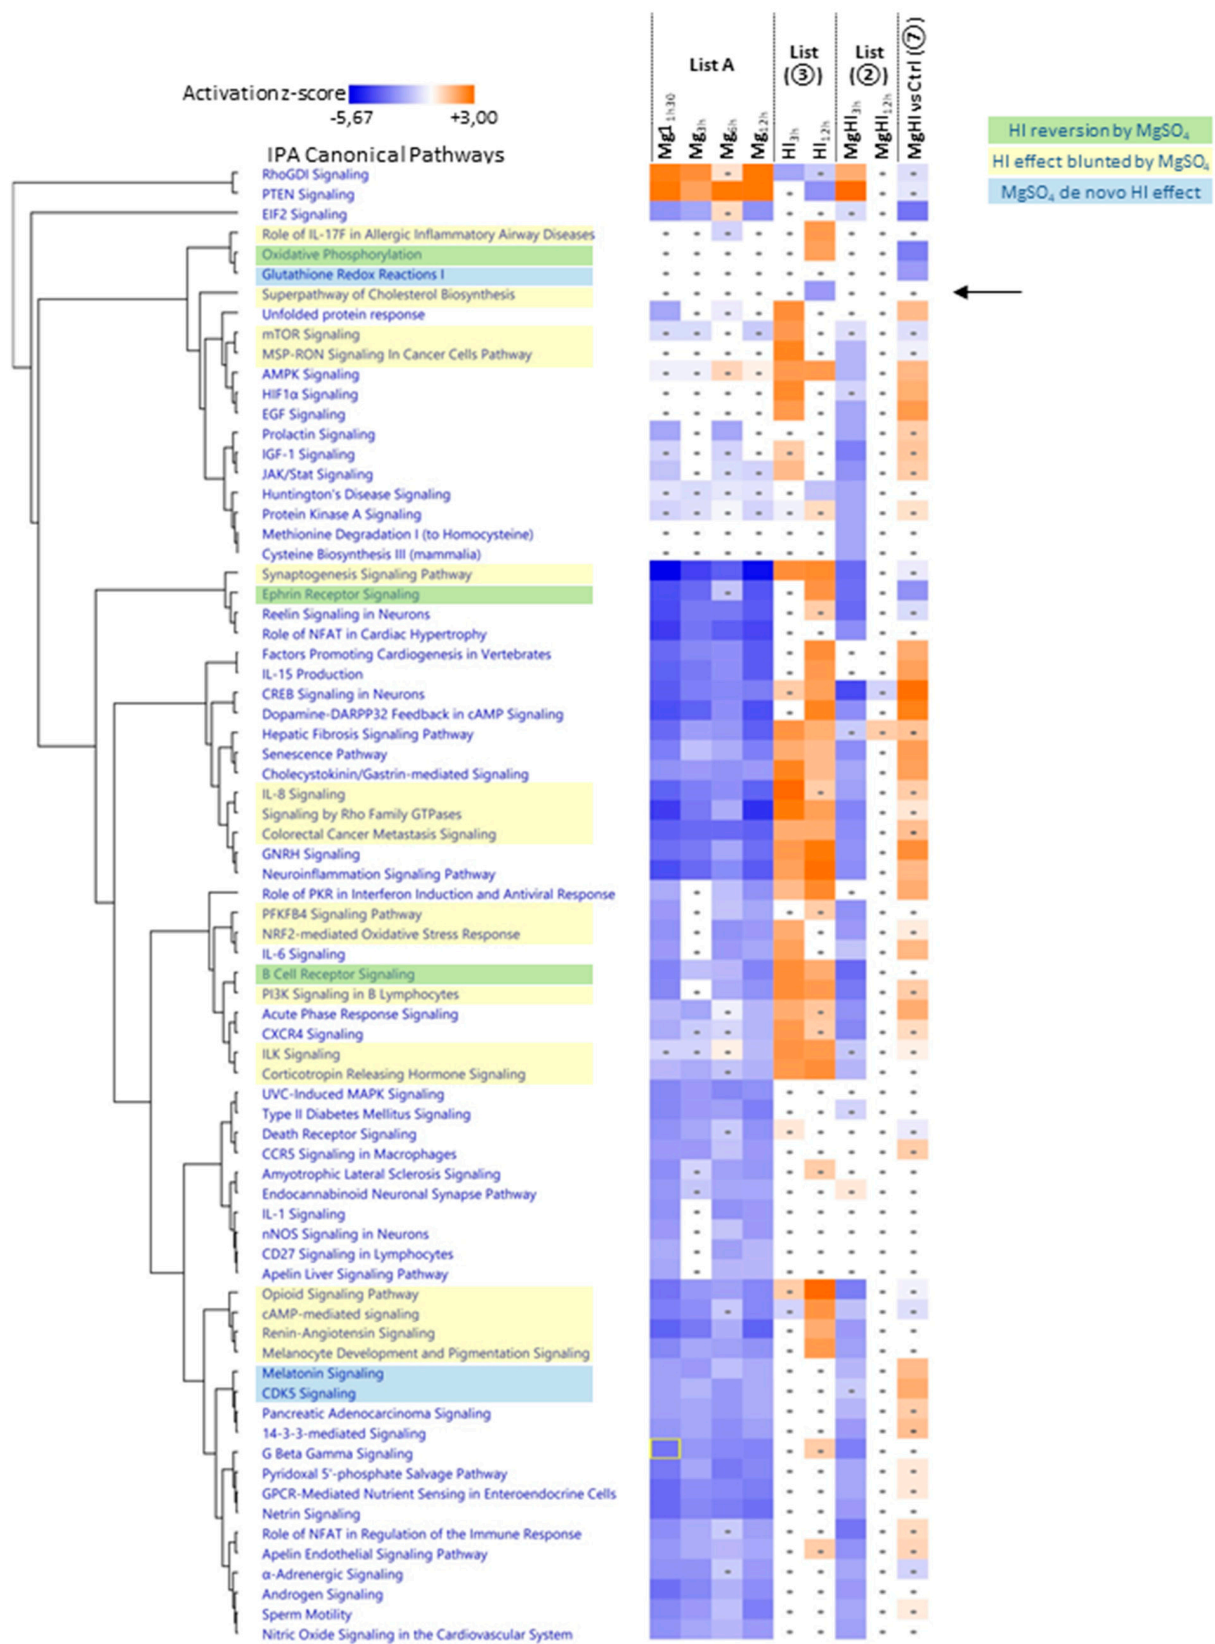 List A
List
(③)
List
(②)
MgHI vs Ctrl (⑦)
Activation z-score
-5,67
+3,00
Mg1 1h30
Mg3h
Mg6h
Mg12h
HI3h
HI12h
MgHI3h
MgHI12h
HI reversion by MgSO₄
HI effect blunted by MgSO₄
MgSO₄ de novo HI effect
IPA Canonical Pathways
RhoGDI Signaling
PTEN Signaling
EIF2 Signaling
Role of IL-17F in Allergic Inflammatory Airway Diseases
Oxidative Phosphorylation
Glutathione Redox Reactions I
Superpathway of Cholesterol Biosynthesis
Unfolded protein response
mTOR Signaling
MSP-RON Signaling In Cancer Cells Pathway
AMPK Signaling
HIF1α Signaling
EGF Signaling
Prolactin Signaling
IGF-1 Signaling
JAK/Stat Signaling
Huntington's Disease Signaling
Protein Kinase A Signaling
Methionine Degradation I (to Homocysteine)
Cysteine Biosynthesis III (mammalia)
Synaptogenesis Signaling Pathway
Ephrin Receptor Signaling
Reelin Signaling in Neurons
Role of NFAT in Cardiac Hypertrophy
Factors Promoting Cardiogenesis in Vertebrates
IL-15 Production
CREB Signaling in Neurons
Dopamine-DARPP32 Feedback in cAMP Signaling
Hepatic Fibrosis Signaling Pathway
Senescence Pathway
Cholecystokinin/Gastrin-mediated Signaling
IL-8 Signaling
Signaling by Rho Family GTPases
Colorectal Cancer Metastasis Signaling
GNRH Signaling
Neuroinflammation Signaling Pathway
Role of PKR in Interferon Induction and Antiviral Response
PFKFB4 Signaling Pathway
NRF2-mediated Oxidative Stress Response
IL-6 Signaling
B Cell Receptor Signaling
PI3K Signaling in B Lymphocytes
Acute Phase Response Signaling
CXCR4 Signaling
ILK Signaling
Corticotropin Releasing Hormone Signaling
UVC-Induced MAPK Signaling
Type II Diabetes Mellitus Signaling
Death Receptor Signaling
CCR5 Signaling in Macrophages
Amyotrophic Lateral Sclerosis Signaling
Endocannabinoid Neuronal Synapse Pathway
IL-1 Signaling
nNOS Signaling in Neurons
CD27 Signaling in Lymphocytes
Apelin Liver Signaling Pathway
Opioid Signaling Pathway
cAMP-mediated signaling
Renin-Angiotensin Signaling
Melanocyte Development and Pigmentation Signaling
Melatonin Signaling
CDK5 Signaling
Pancreatic Adenocarcinoma Signaling
14-3-3-mediated Signaling
G Beta Gamma Signaling
Pyridoxal 5'-phosphate Salvage Pathway
GPCR-Mediated Nutrient Sensing in Enteroendocrine Cells
Netrin Signaling
Role of NFAT in Regulation of the Immune Response
Apelin Endothelial Signaling Pathway
α-Adrenergic Signaling
Androgen Signaling
Sperm Motility
Nitric Oxide Signaling in the Cardiovascular System